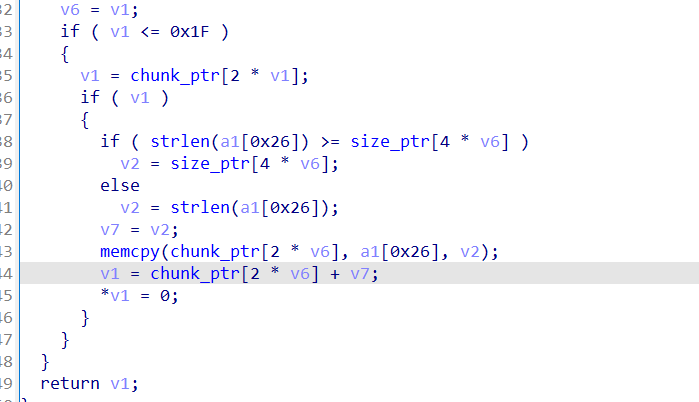 32 v6 = v1;
33 if ( v1 <= 0x1F )
34 {
35 v1 = chunk_ptr[2 * v1];
36 if ( v1 )
37 {
38 if ( strlen(a1[0x26]) >= size_ptr[4 * v6] )
39 v2 = size_ptr[4 * v6];
40 else
41 v2 = strlen(a1[0x26]);
42 v7 = v2;
43 memcpy(chunk_ptr[2 * v6], a1[0x26], v2);
44 v1 = chunk_ptr[2 * v6] + v7;
45 *v1 = 0;
46 }
47 }
48 }
49 return v1;